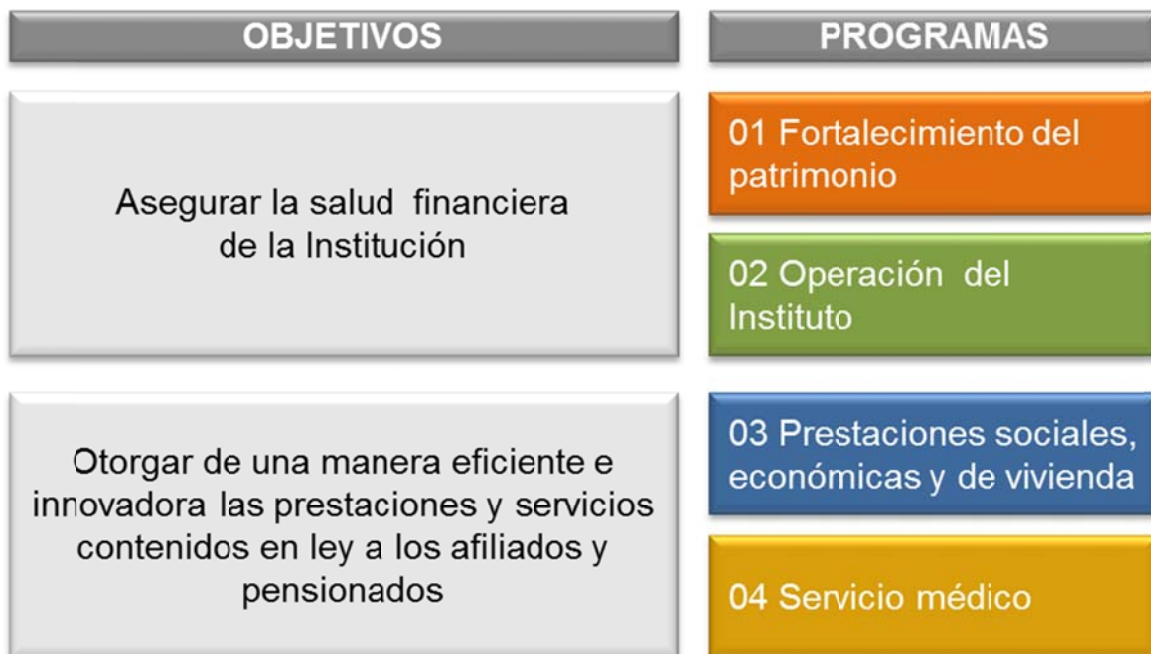 OBJETIVOS
PROGRAMAS
Asegurar la salud financiera
de la Institución
01 Fortalecimiento del
patrimonio
02 Operación del
Instituto
Otorgar de una manera eficiente e
innovadora las prestaciones y servicios
contenidos en ley a los afiliados y
pensionados
03 Prestaciones sociales,
económicas y de vivienda
04 Servicio médico